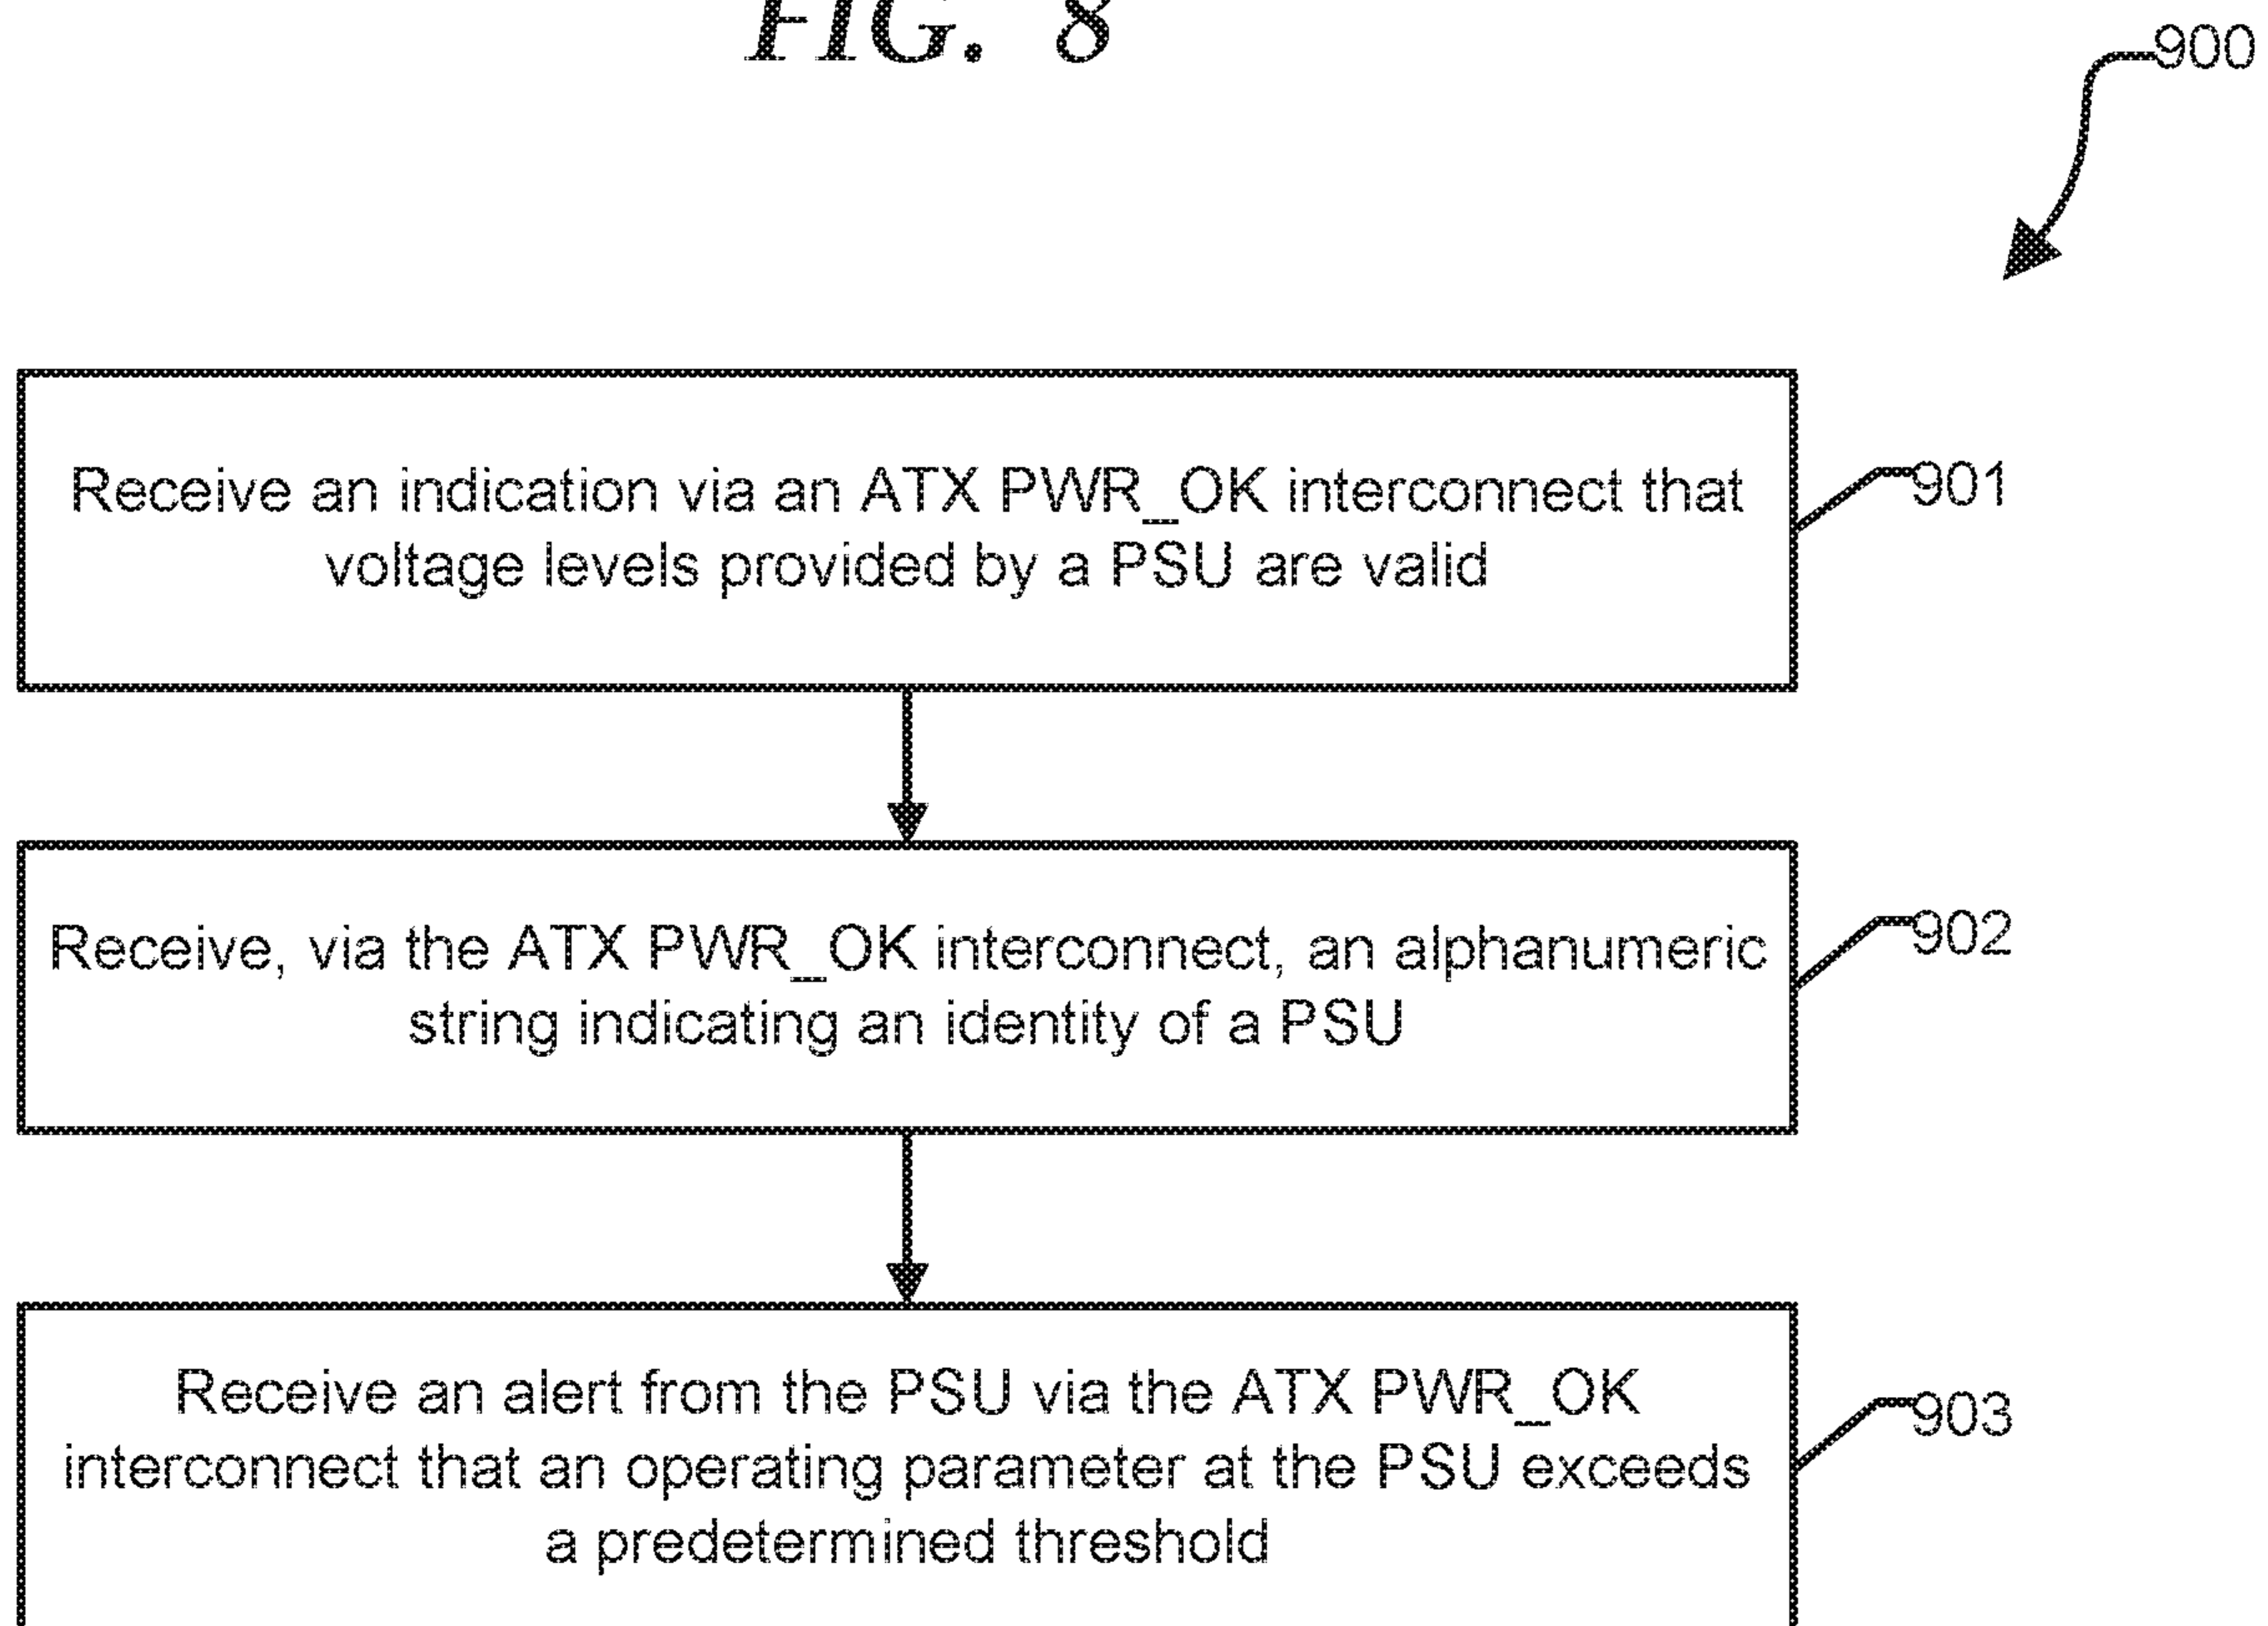 FIG. 8
900
Receive an indication via an ATX PWR_OK interconnect that
voltage levels provided by a PSU are valid
901
Receive, via the ATX PWR_OK interconnect, an alphanumeric
string indicating an identity of a PSU
902
Receive an alert from the PSU via the ATX PWR_OK
interconnect that an operating parameter at the PSU exceeds
a predetermined threshold
903